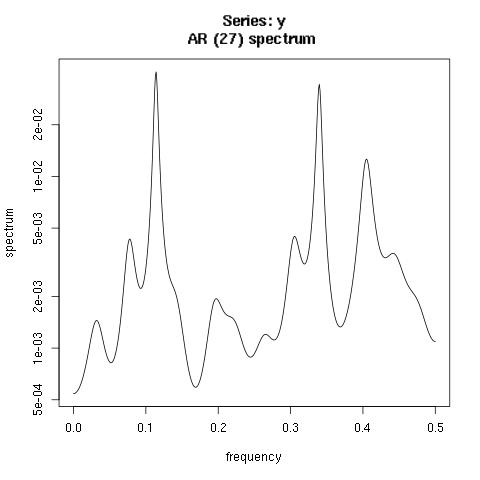 Series: y
AR (27) spectrum
spectrum
2e-02
1e-02
5e-03
2e-03
1e-03
5e-04
0.0 0.1 0.2 0.3 0.4 0.5
frequency